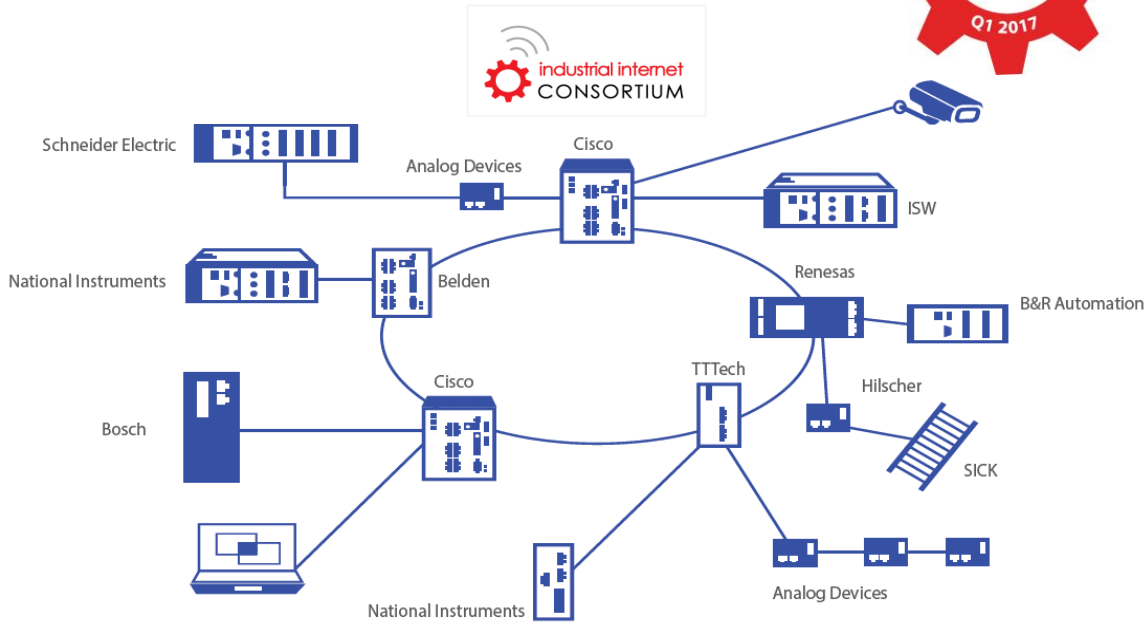 Q1 2017
industrial internet
CONSORTIUM
Schneider Electric
Analog Devices
Cisco
ISW
National Instruments
Belden
Renesas
B&R Automation
TTTech
Cisco
Hilscher
Bosch
SICK
National Instruments
Analog Devices